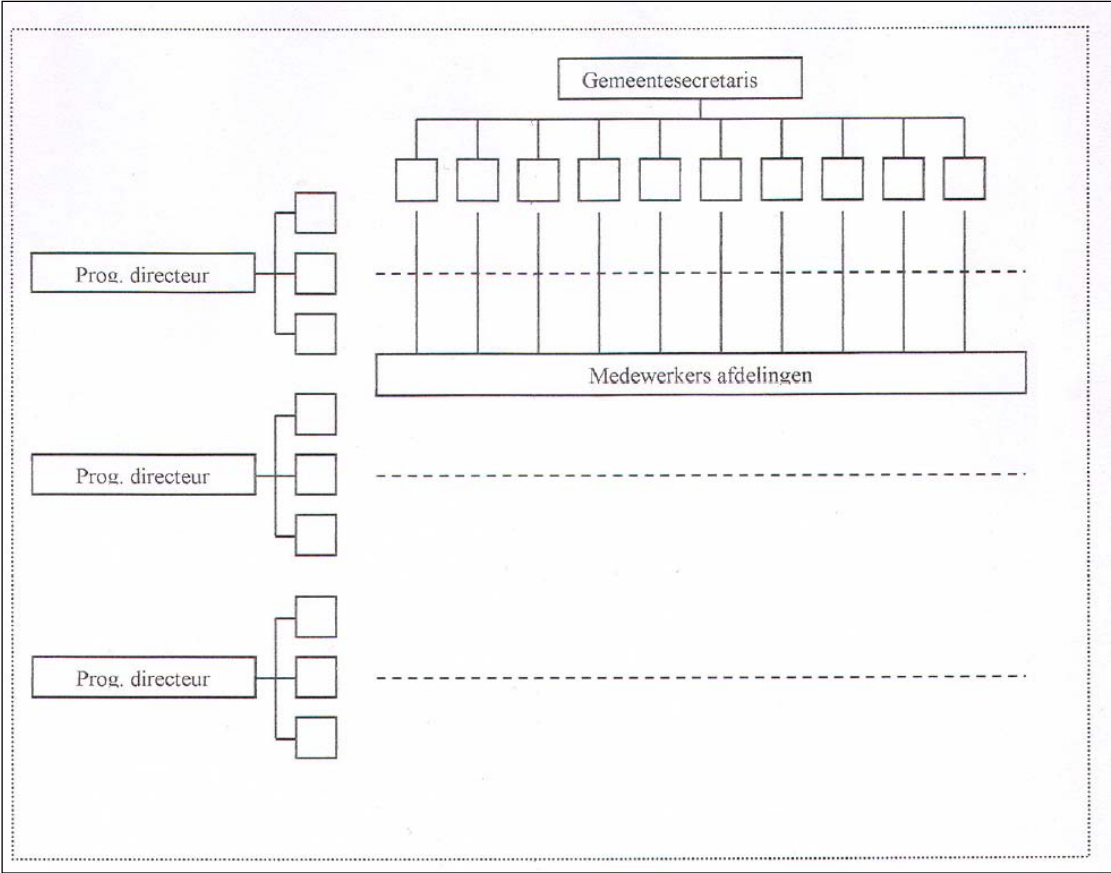 Gemeentesecretaris
Prog. directeur
Medewerkers afdelingen
Prog. directeur
Prog. directeur